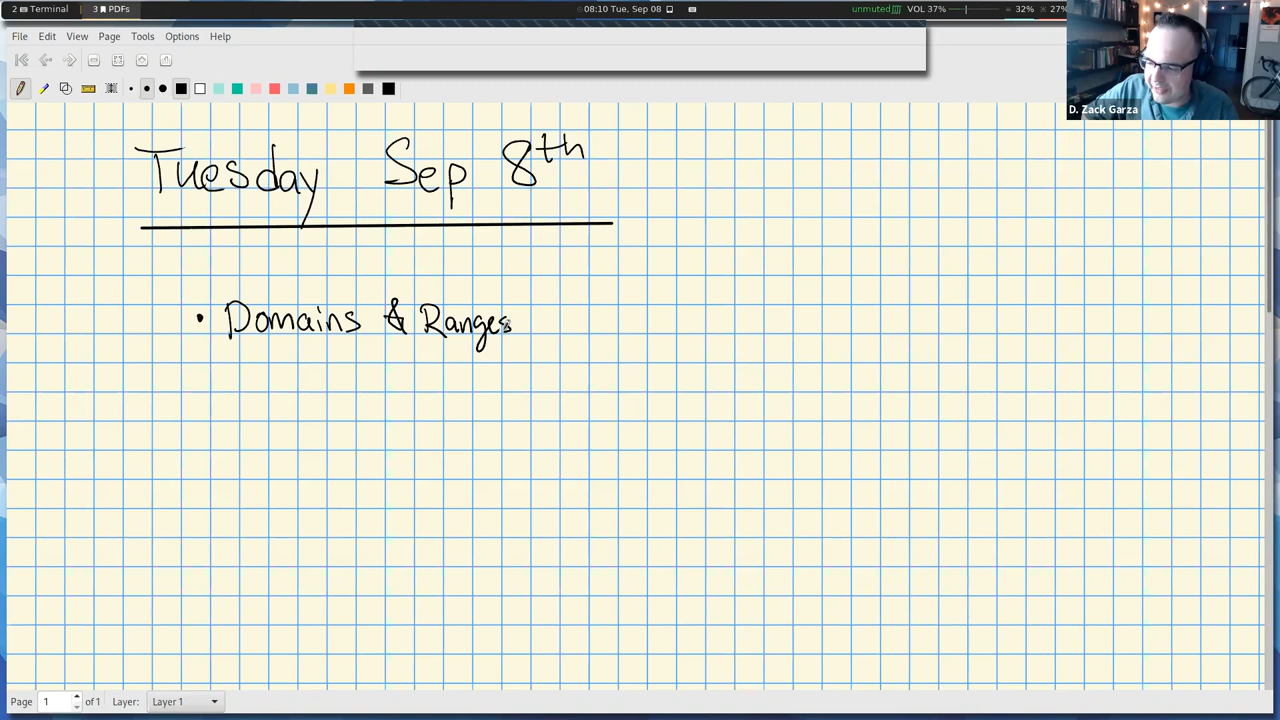 2 Terminal 3 PDFs 08:10 Tue, Sep 08 unmuted VOL 37% 32% 27%
File Edit View Page Tools Options Help
D. Zack Garza
Tuesday Sep 8th
• Domains & Ranges
Page 1 of 1 Layer: Layer 1